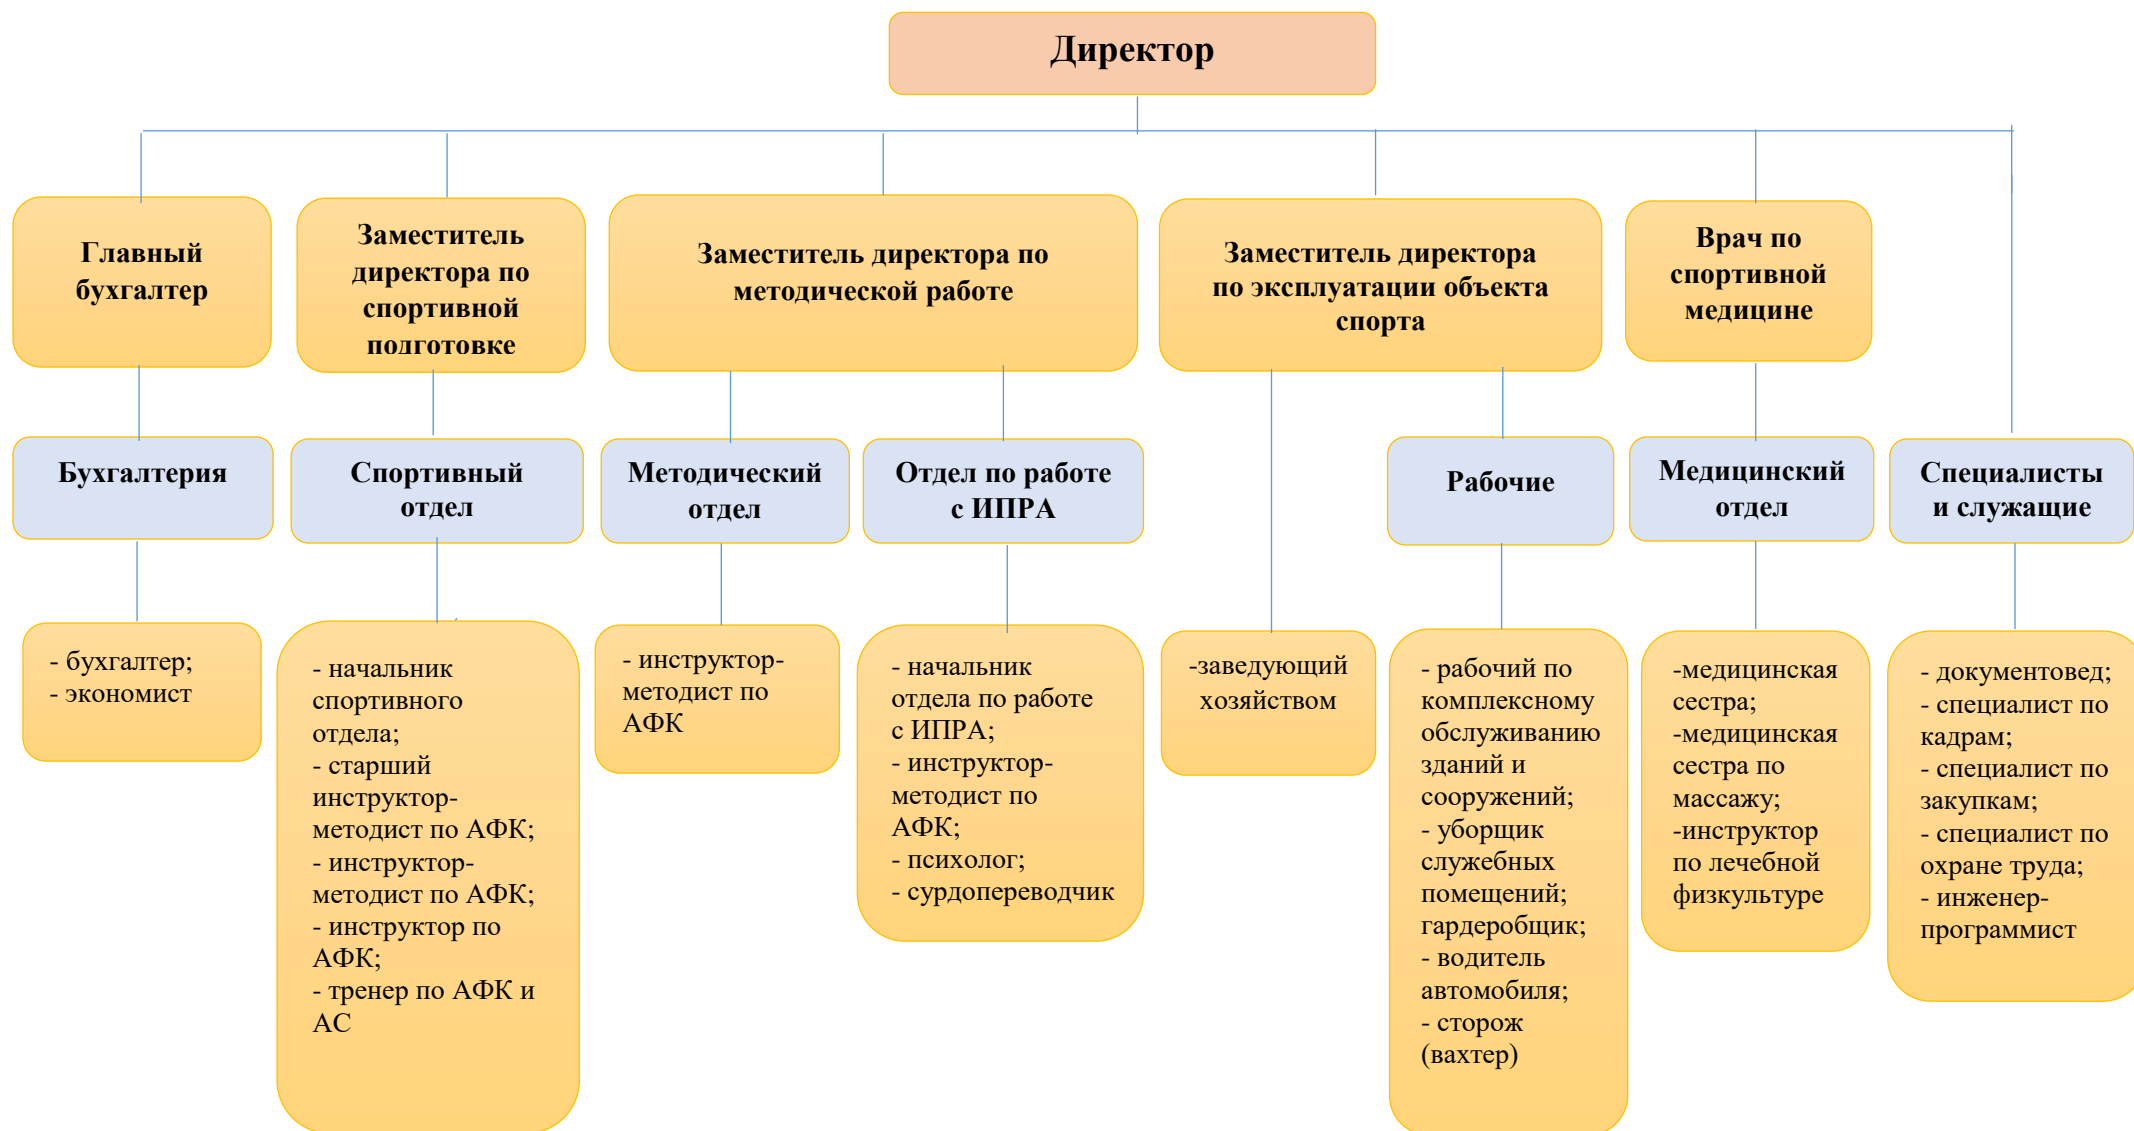 Директор
Главный
бухгалтер
Заместитель
директора по
спортивной
подготовке
Заместитель директора по
методической работе
Заместитель директора
по эксплуатации объекта
спорта
Врач по
спортивной
медицине
Бухгалтерия
Спортивный
отдел
Методический
отдел
Отдел по работе
с ИПРА
Рабочие
Медицинский
отдел
Специалисты
и служащие
- бухгалтер;
- экономист
- начальник
спортивного
отдела;
- старший
инструктор-
методист по АФК;
- инструктор-
методист по АФК;
- инструктор по
АФК;
- тренер по АФК и
АС
- инструктор-
методист по
АФК
- начальник
отдела по работе
с ИПРА;
- инструктор-
методист по
АФК;
- психолог;
- сурдопереводчик
-заведующий
хозяйством
- рабочий по
комплексному
обслуживанию
зданий и
сооружений;
- уборщик
служебных
помещений;
гардеробщик;
- водитель
автомобиля;
- сторож
(вахтер)
-медицинская
сестра;
-медицинская
сестра по
массажу;
-инструктор
по лечебной
физкультуре
- документовед;
- специалист по
кадрам;
- специалист по
закупкам;
- специалист по
охране труда;
- инженер-
программист